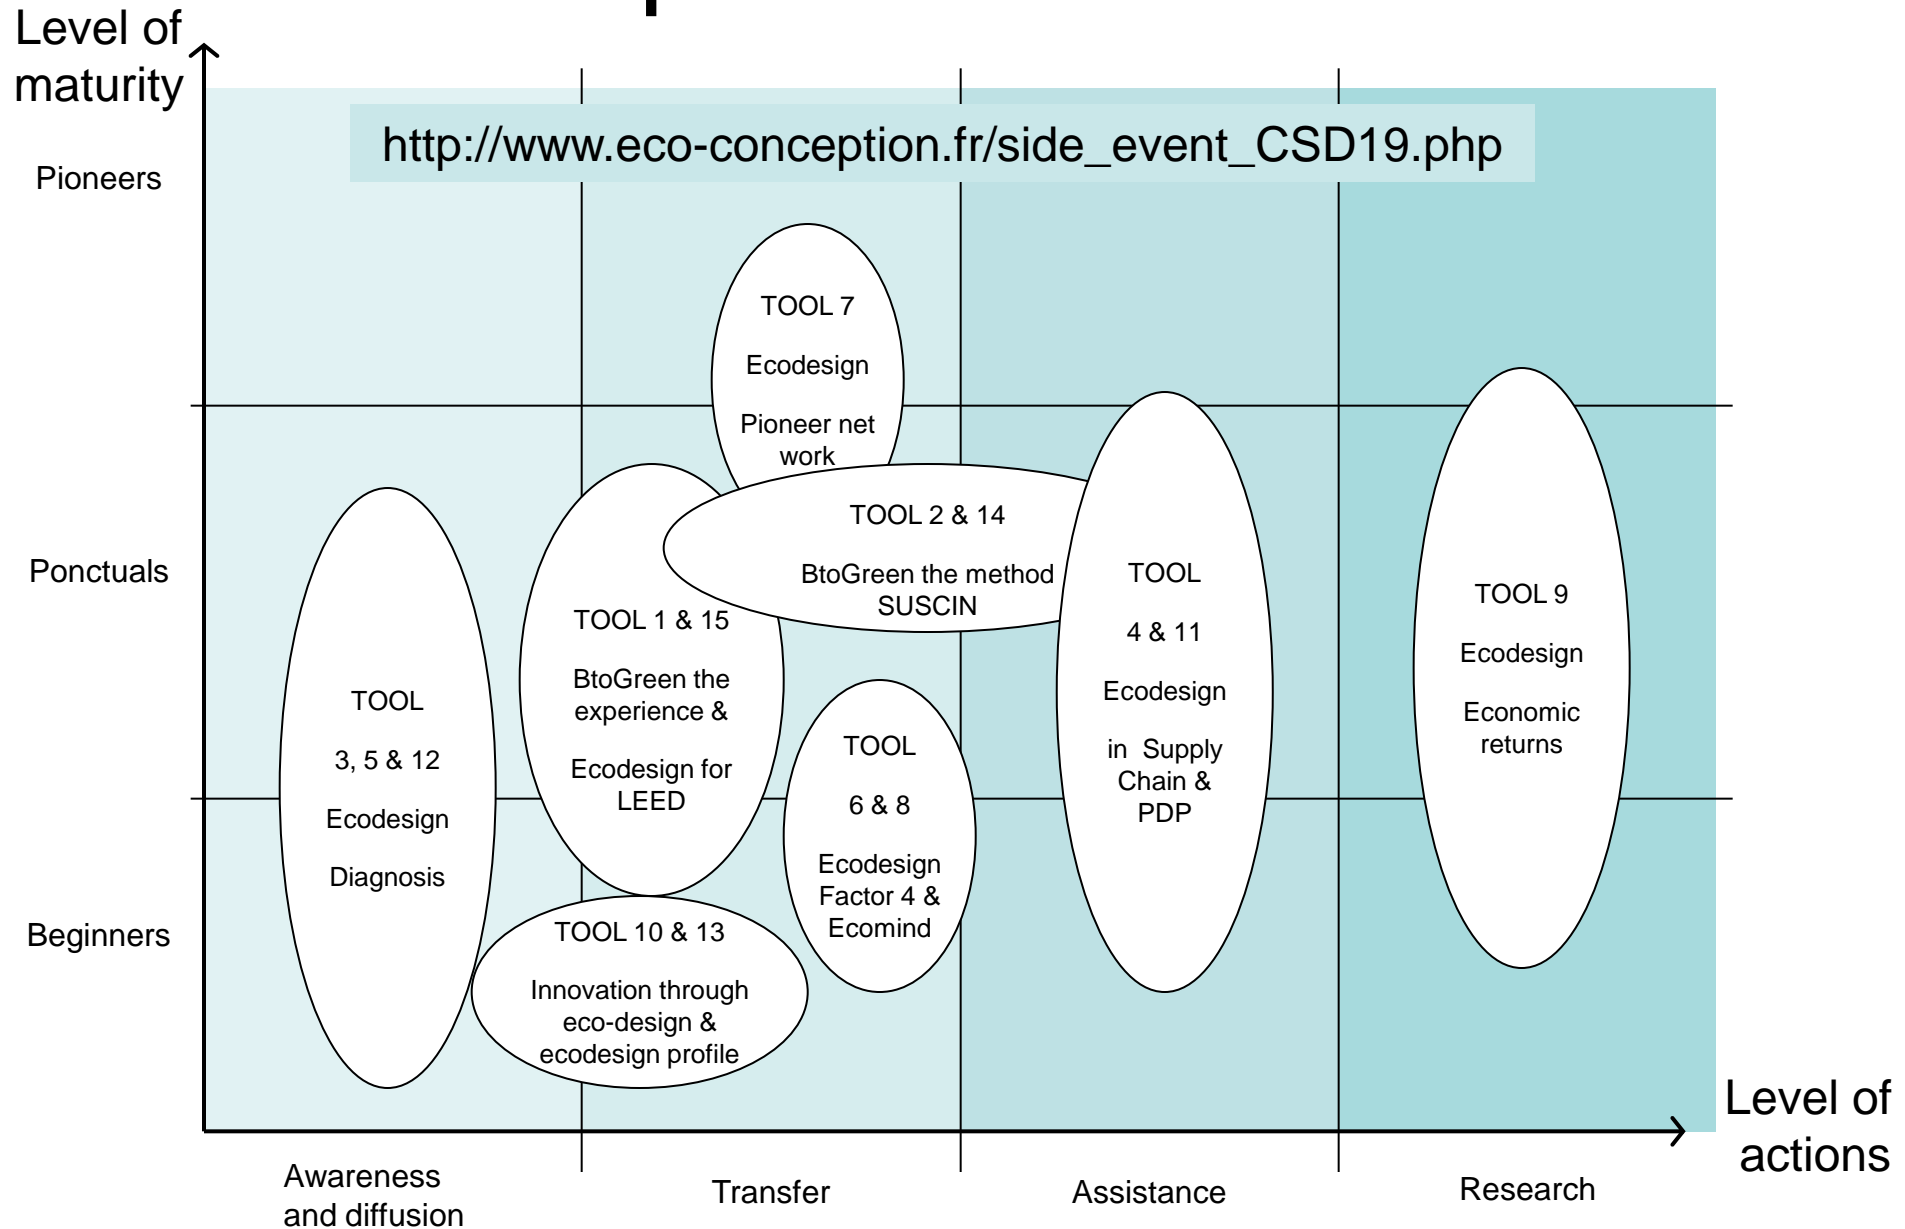 Level of
maturity
http://www.eco-conception.fr/side_event_CSD19.php
Pioneers
TOOL 7
Ecodesign
Pioneer net
work
TOOL 2 & 14
BtoGreen the method
SUSCIN
Ponctuals
TOOL
4 & 11
Ecodesign
in Supply
Chain &
PDP
TOOL 9
Ecodesign
Economic
returns
TOOL 1 & 15
BtoGreen the
experience &
Ecodesign for
LEED
TOOL
3, 5 & 12
Ecodesign
Diagnosis
TOOL
6 & 8
Ecodesign
Factor 4 &
Ecomind
Beginners
TOOL 10 & 13
Innovation through
eco-design &
ecodesign profile
Level of
actions
Awareness
and diffusion
Transfer
Assistance
Research